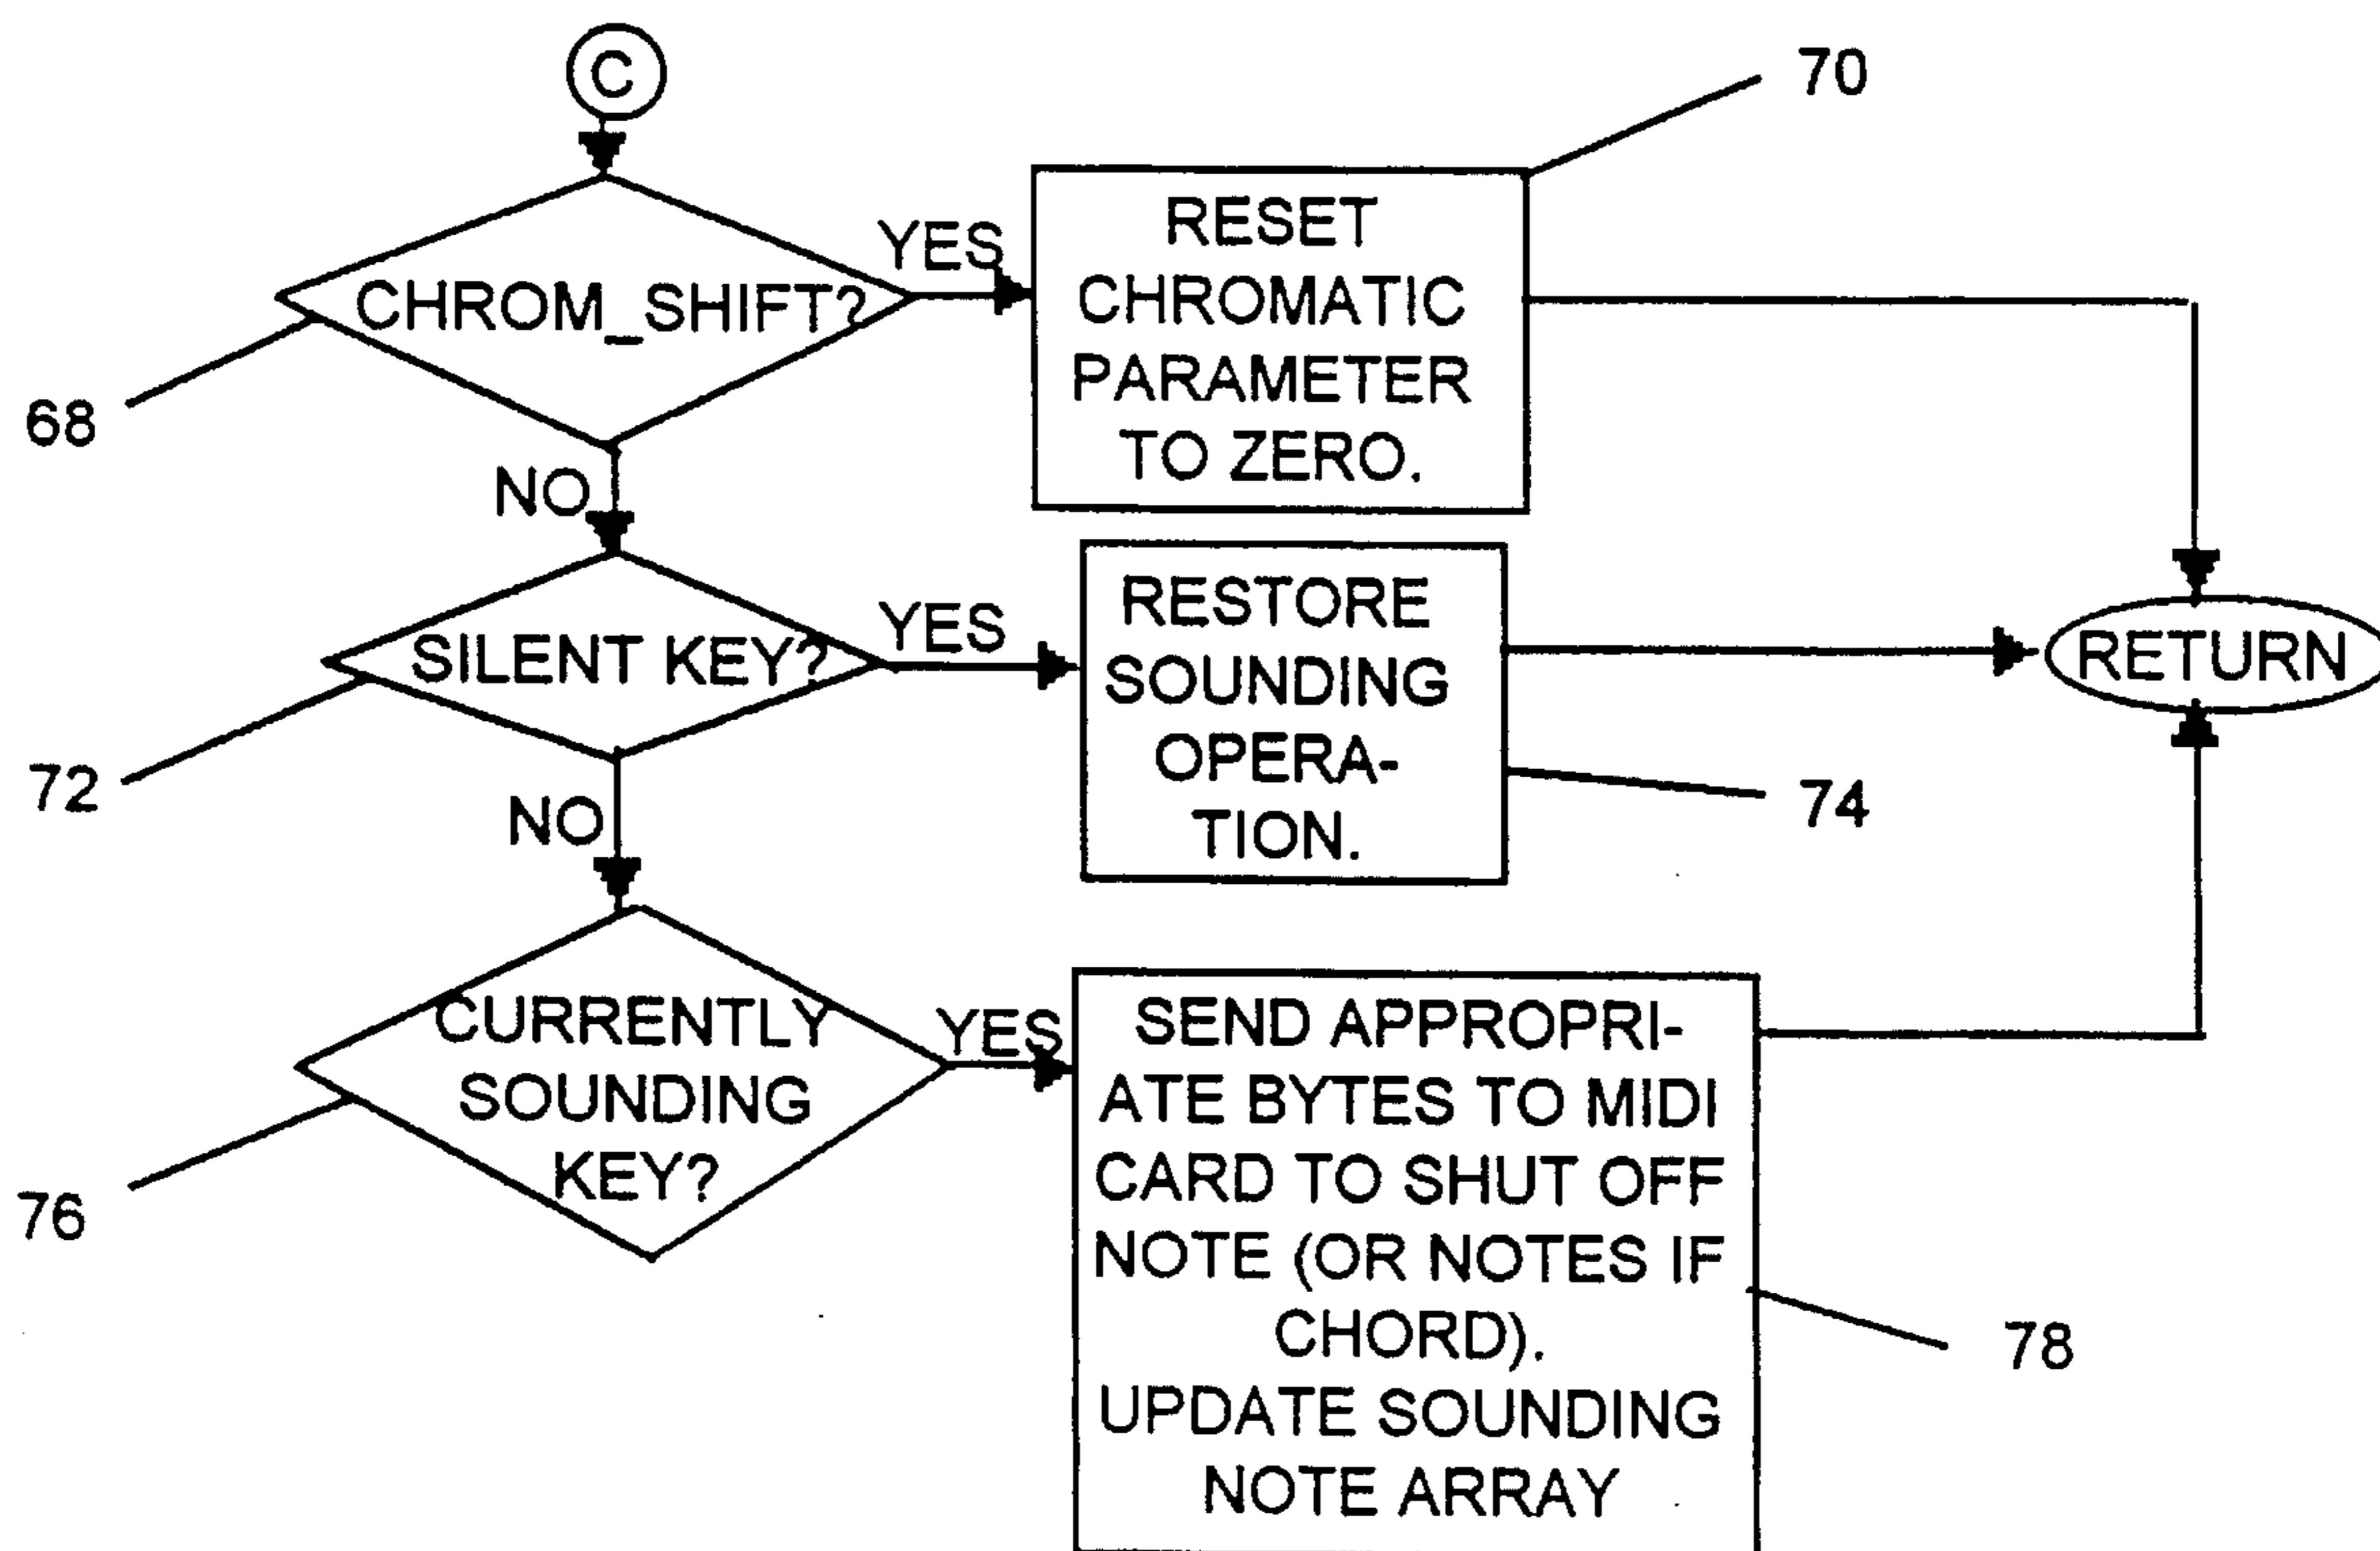 C
70
RESET
CHROMATIC
PARAMETER
TO ZERO.
YES
CHROM_SHIFT?
68
NO
RESTORE
SOUNDING
OPERA-
TION.
YES
SILENT KEY?
RETURN
72
74
NO
CURRENTLY
SOUNDING
KEY?
YES
SEND APPROPRI-
ATE BYTES TO MIDI
CARD TO SHUT OFF
NOTE (OR NOTES IF
CHORD).
UPDATE SOUNDING
NOTE ARRAY
76
78